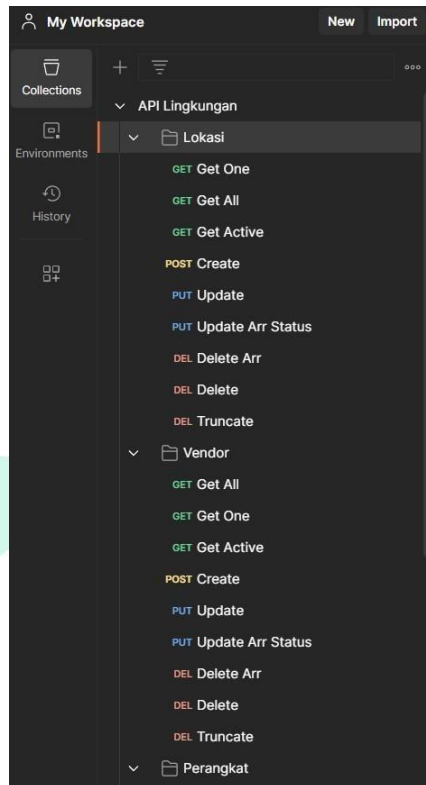 My Workspace New Import
Collections
Environments
History
API Lingkungan
Lokasi
GET Get One
GET Get All
GET Get Active
POST Create
PUT Update
PUT Update Arr Status
DEL Delete Arr
DEL Delete
DEL Truncate
Vendor
GET Get All
GET Get One
GET Get Active
POST Create
PUT Update
PUT Update Arr Status
DEL Delete Arr
DEL Delete
DEL Truncate
Perangkat